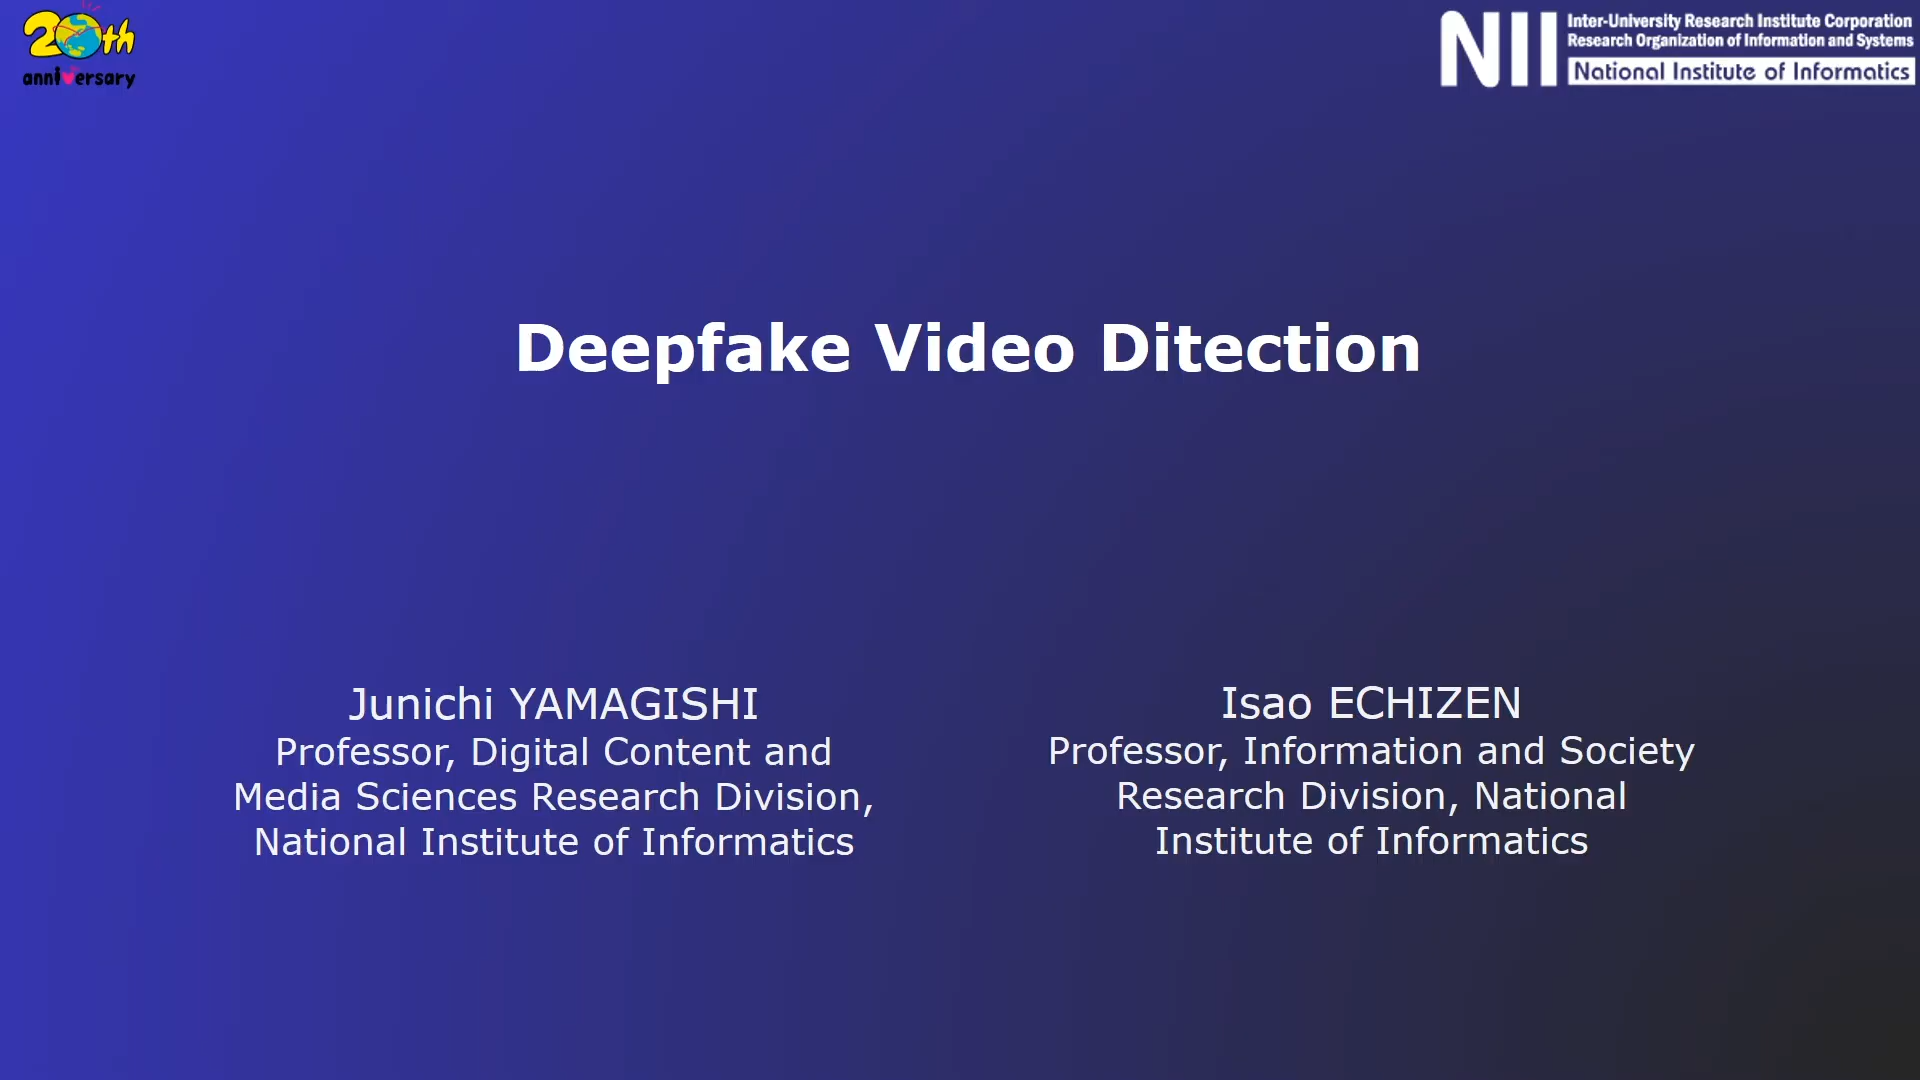 20th
anniversary
NII
Inter-University Research Institute Corporation
Research Organization of Information and Systems
National Institute of Informatics
Deepfake Video Ditection
Junichi YAMAGISHI
Professor, Digital Content and
Media Sciences Research Division,
National Institute of Informatics
Isao ECHIZEN
Professor, Information and Society
Research Division, National
Institute of Informatics